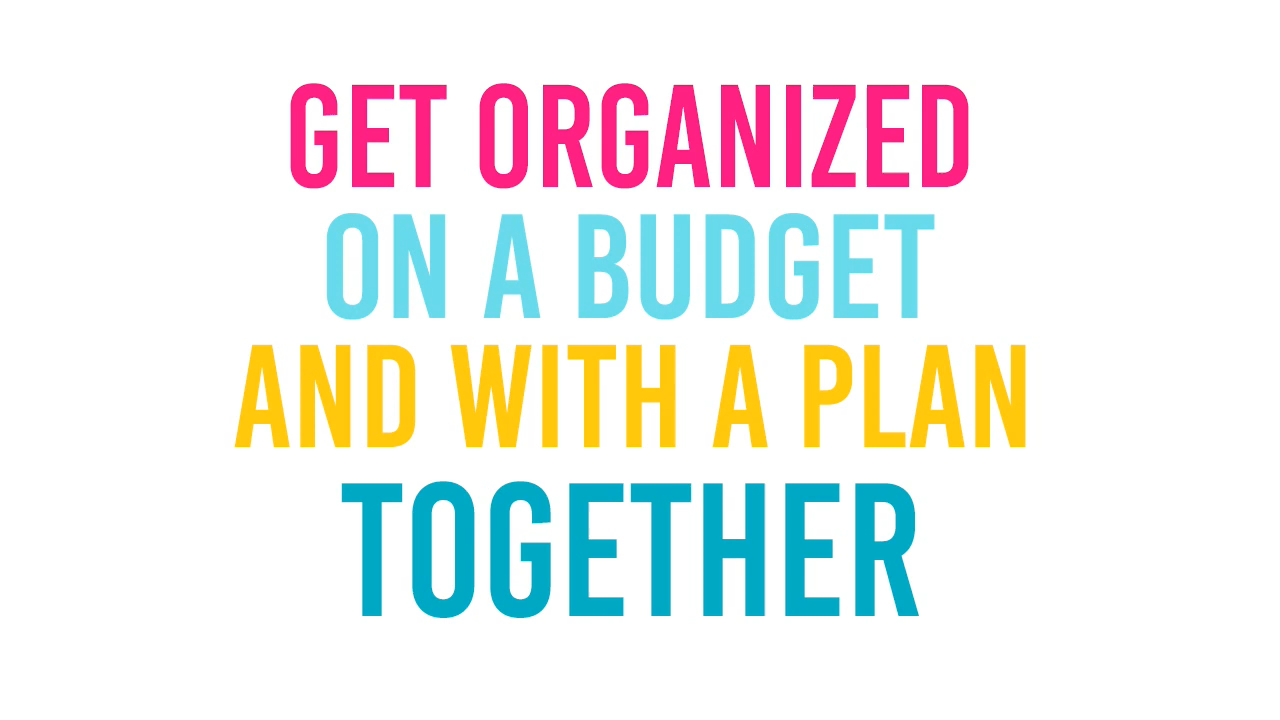 GET ORGANIZED
ON A BUDGET
AND WITH A PLAN
TOGETHER